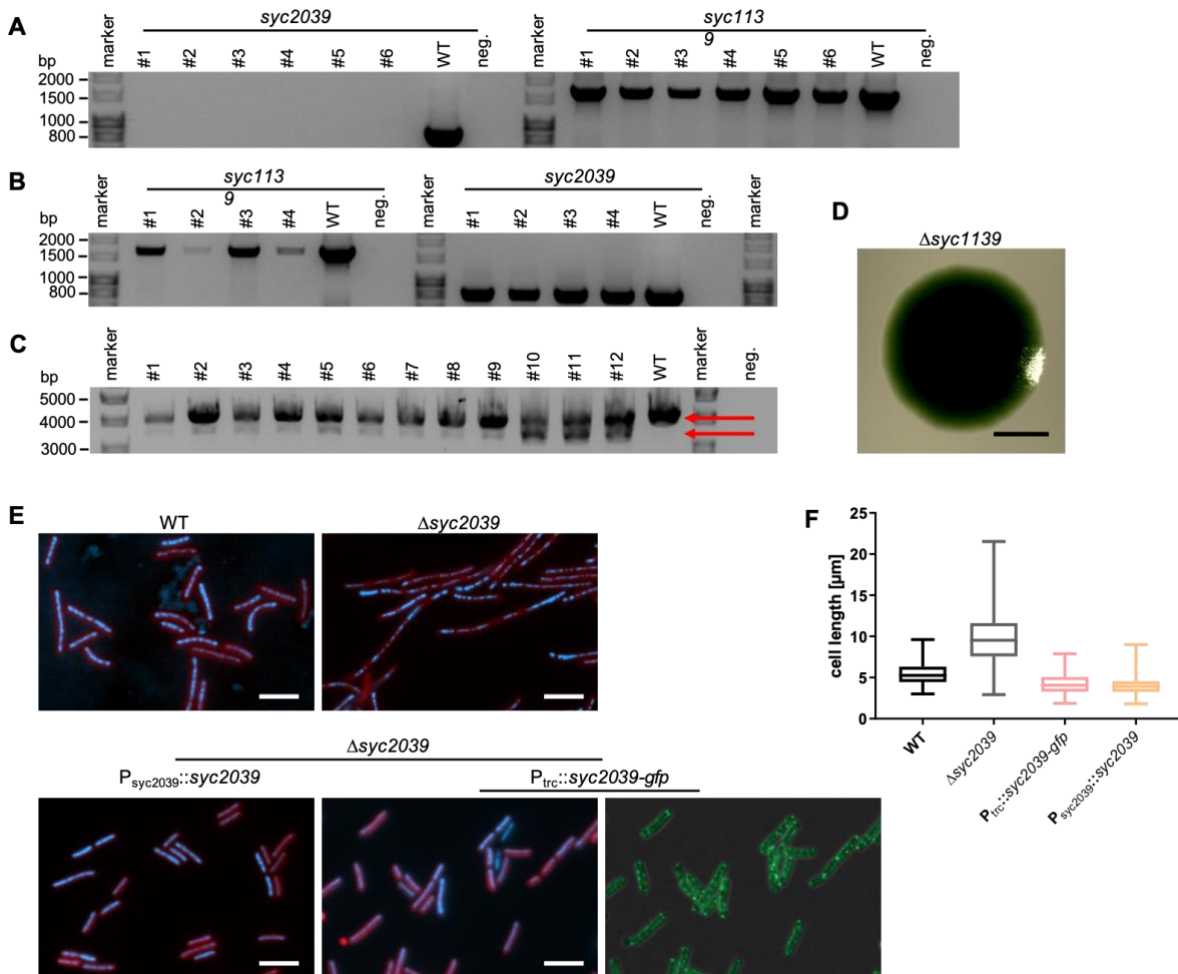 A
marker
syc2039
#1 #2 #3 #4 #5 #6 WT neg.
marker
syc113
9
#1 #2 #3 #4 #5 #6 WT neg.
bp
2000
1500
1000
800
B
marker
syc113
9
#1 #2 #3 #4 WT neg.
marker
syc2039
#1 #2 #3 #4 WT neg.
marker
bp
2000
1500
1000
800
C
marker
#1 #2 #3 #4 #5 #6 #7 #8 #9 #10 #11 #12 WT
marker
neg.
bp
5000
4000
3000
D
Δsyc1139
E
WT
Δsyc2039
Δsyc2039
Psyc2039::syc2039
Ptrc::syc2039-gfp
F
cell length [µm]
25
20
15
10
5
0
WT
Δsyc2039
Ptrc::syc2039-gfp
Psyc2039::syc2039